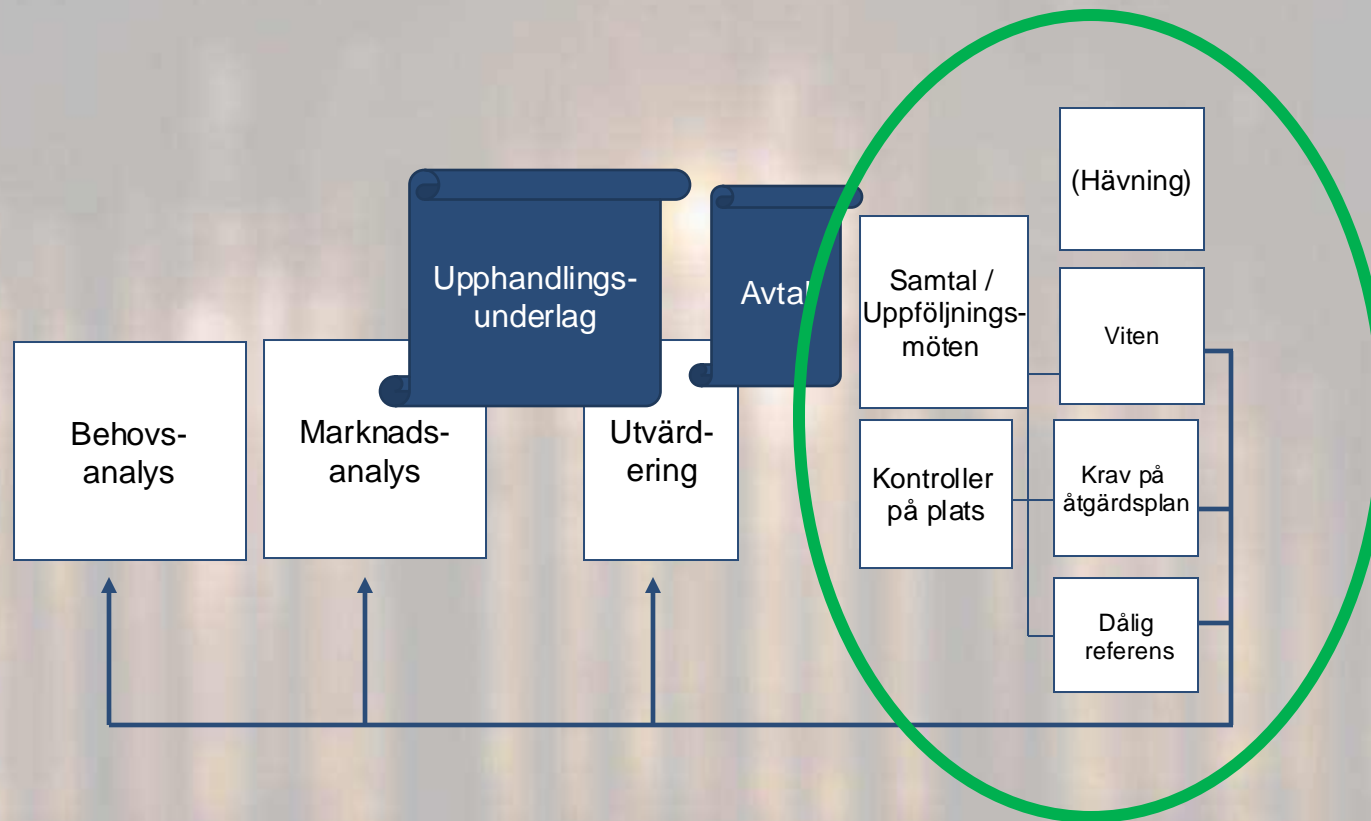 Behovs-
analys
Marknads-
analys
Upphandlings-
underlag
Utvärd-
ering
Avtal
Samtal /
Uppföljnings-
möten
Kontroller
på plats
(Hävning)
Viten
Krav på
åtgärdsplan
Dålig
referens